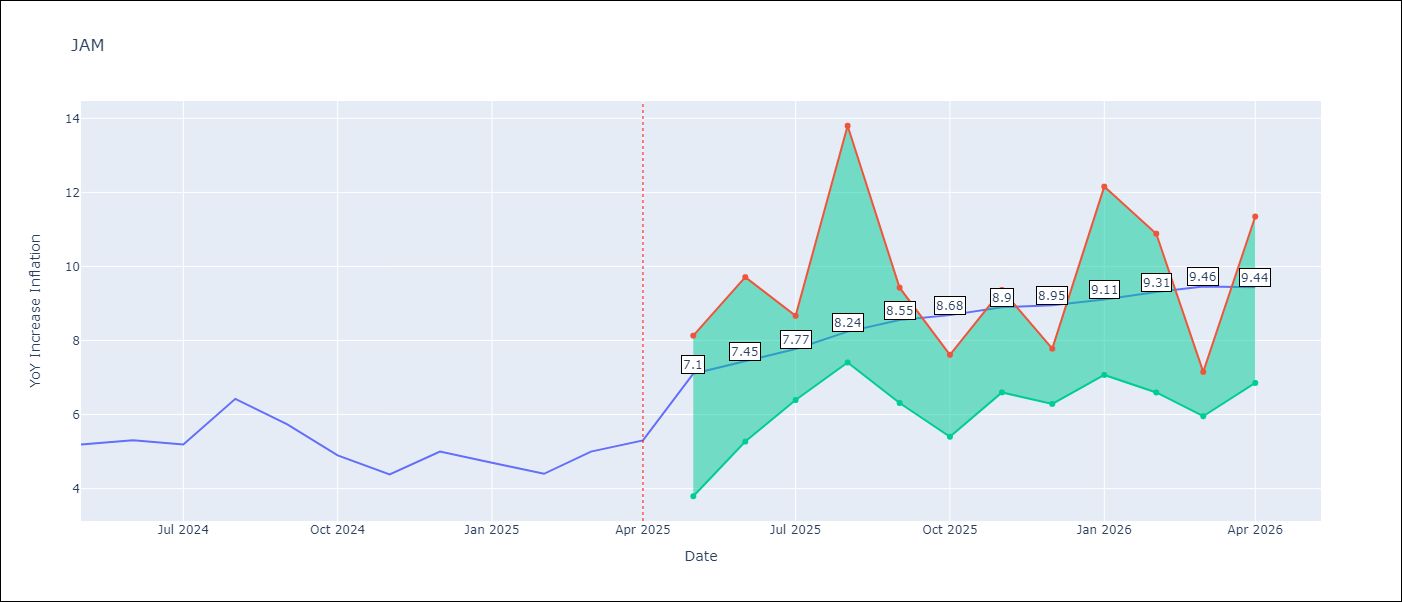 JAM
YoY Increase Inflation
14
12
10
8
6
4
7.1
7.45
7.77
8.24
8.55
8.68
8.9
8.95
9.11
9.31
9.46
9.44
Jul 2024
Oct 2024
Jan 2025
Apr 2025
Jul 2025
Oct 2025
Jan 2026
Apr 2026
Date